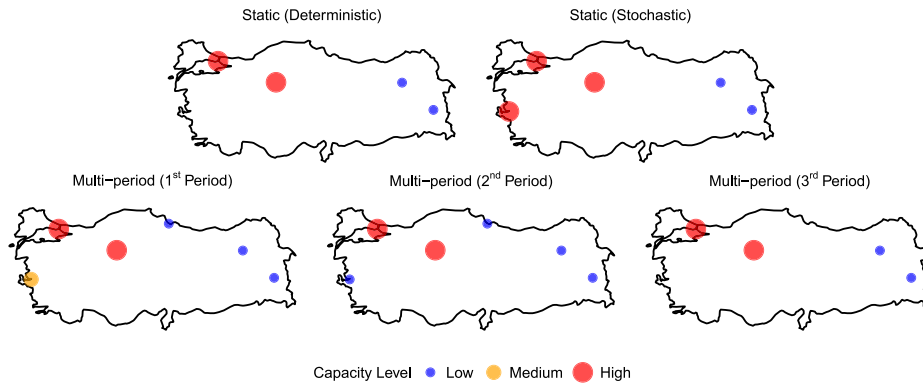 Static (Deterministic)
Static (Stochastic)
Multi−period (1st Period)
Multi−period (2nd Period)
Multi−period (3rd Period)
Capacity Level
Low
Medium
High